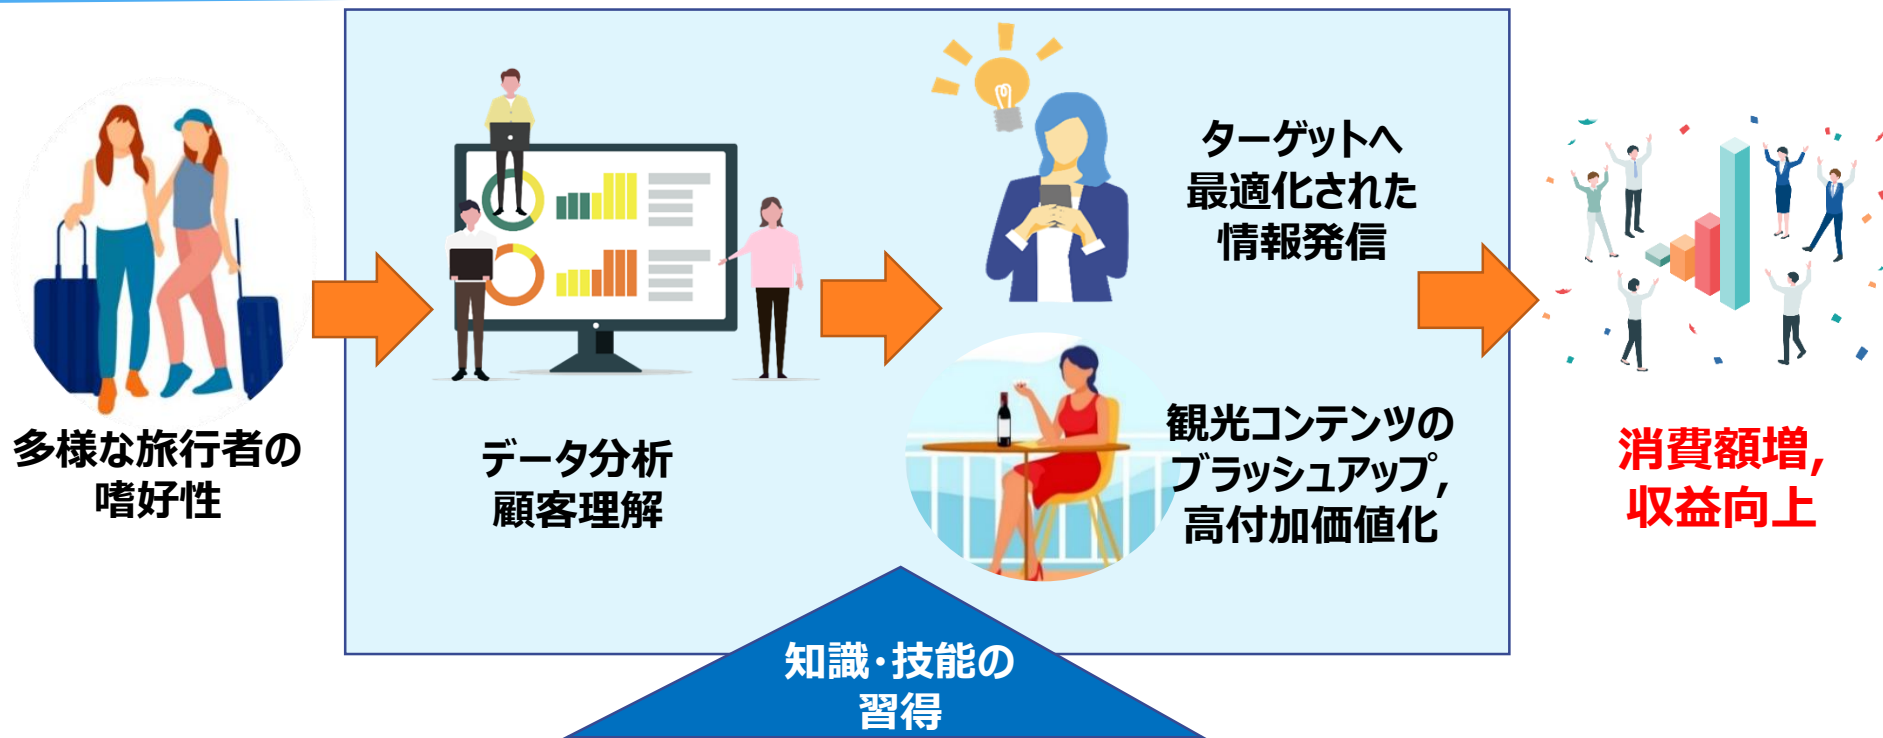 多様な旅行者の
嗜好性
データ分析
顧客理解
ターゲットへ
最適化された
情報発信
観光コンテンツの
ブラッシュアップ,
高付加価値化
消費額増,
収益向上
知識・技能の
習得